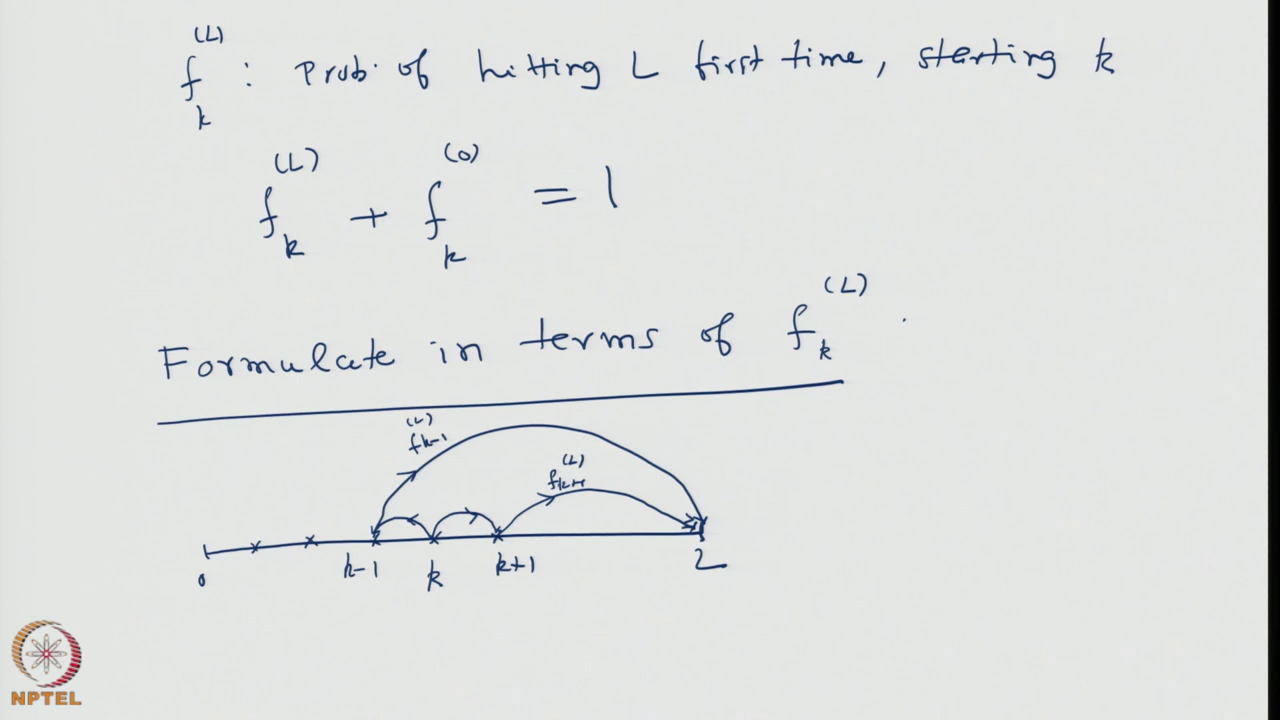 f_k^(L) : Prob. of hitting L first time, starting k
f_k^(L) + f_k^(0) = 1
Formulate in terms of f_k^(L) .
f_{k-1}^(L)
f_{k+1}^(L)
0 k-1 k k+1 L
NPTEL